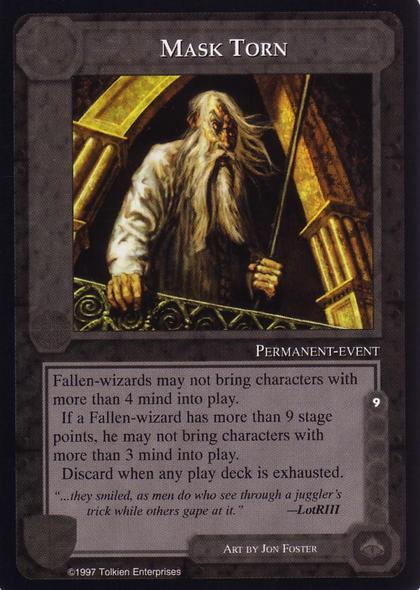 MASK TORN
PERMANENT-EVENT
Fallen-wizards may not bring characters with
more than 4 mind into play.
If a Fallen-wizard has more than 9 stage
points, he may not bring characters with
more than 3 mind into play.
Discard when any play deck is exhausted.
"...they smiled, as men do who see through a juggler's
trick while others gape at it." —LotRIII
9
ART BY JON FOSTER
©1997 Tolkien Enterprises